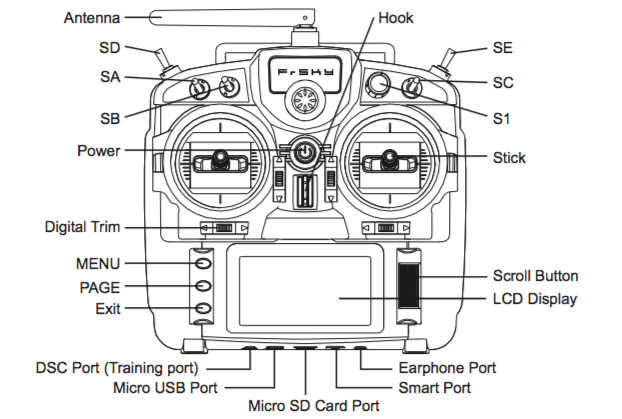 Antenna
Hook
SD
SE
SA
SC
FrSKY
SB
S1
Power
Stick
Digital Trim
MENU
Scroll Button
PAGE
LCD Display
Exit
DSC Port (Training port)
Earphone Port
Micro USB Port
Smart Port
Micro SD Card Port